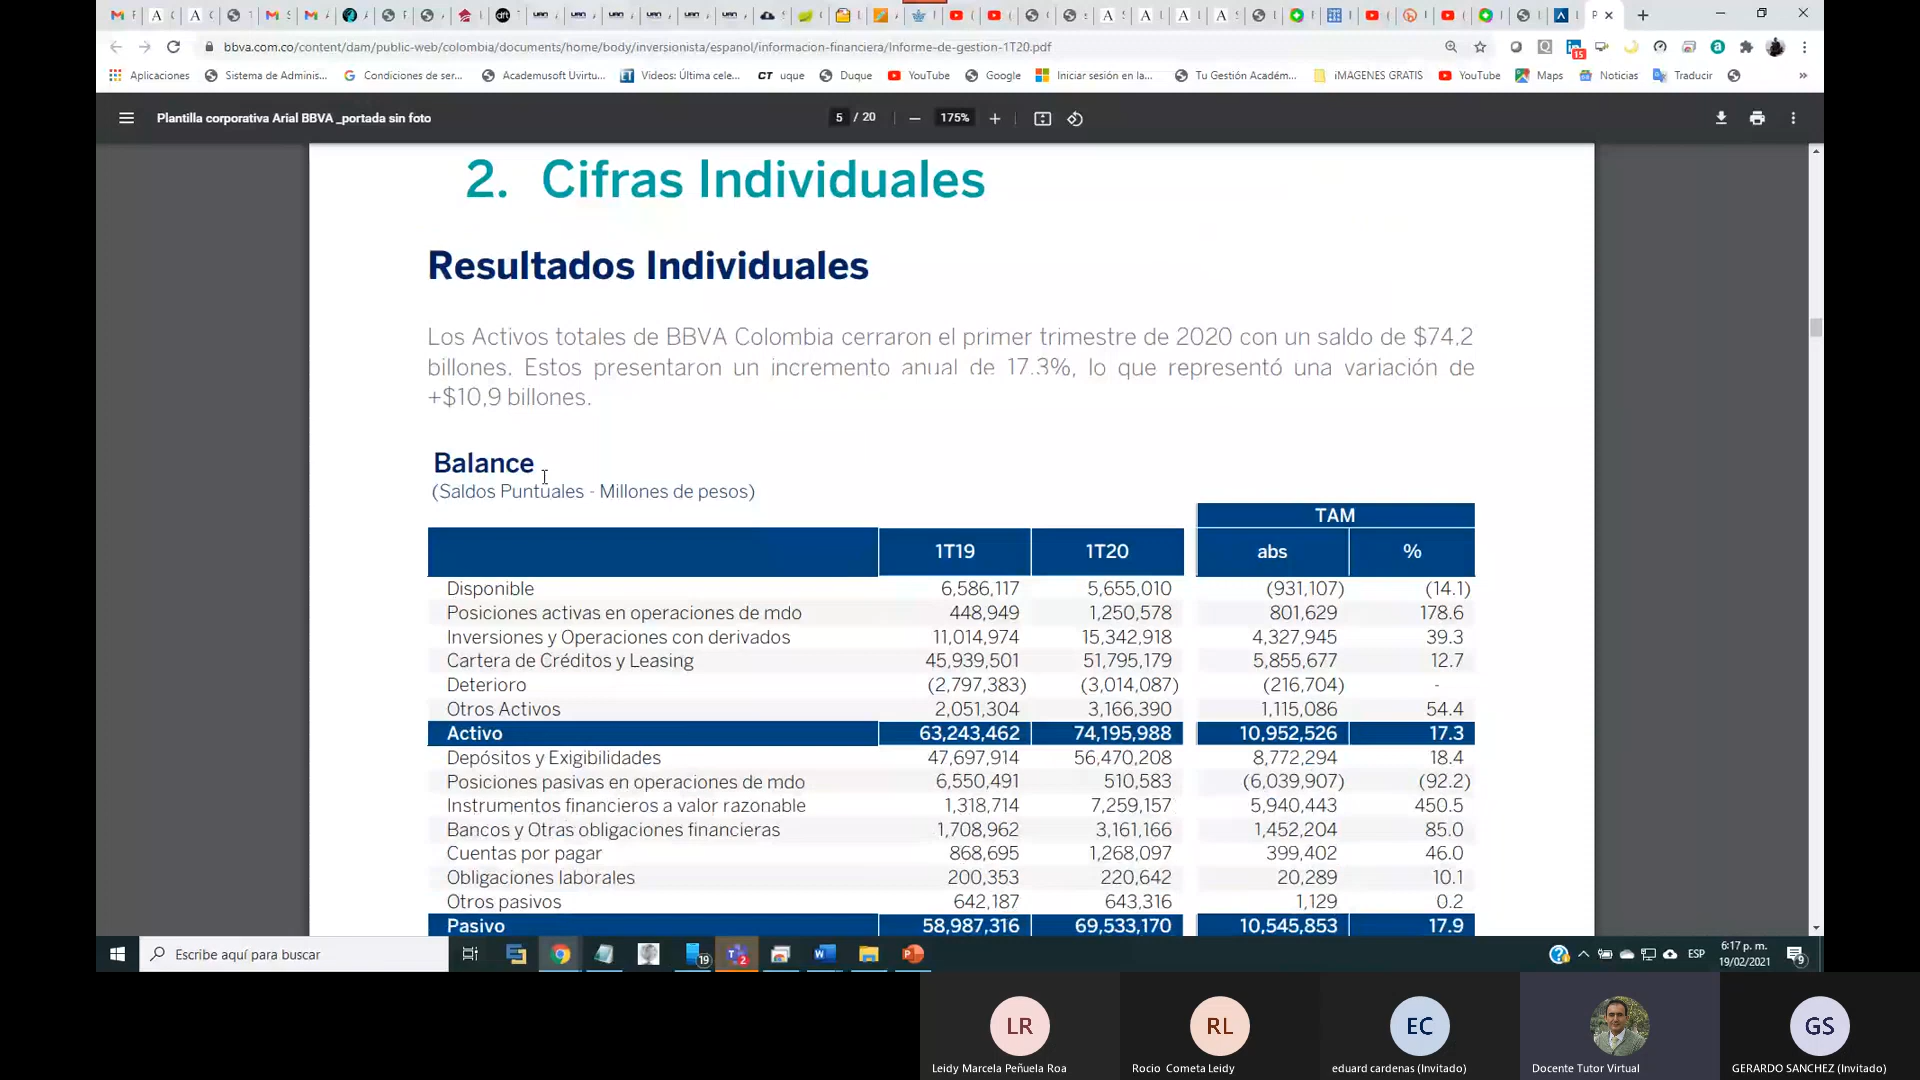 bbva.com.co/content/dam/public-web/colombia/documents/home/body/inversionista/espanol/informacion-financiera/Informe-de-gestion-1T20.pdf
15
Aplicaciones Sistema de Adminis... Condiciones de ser... Academusoft Uvirtu... Videos: Última cele... CT uque Duque YouTube Google Iniciar sesión en la... Tu Gestión Académ... iMAGENES GRATIS YouTube Maps Noticias Traducir »
Plantilla corporativa Arial BBVA _portada sin foto 5 / 20 — 175% +
2. Cifras Individuales
Resultados Individuales
Los Activos totales de BBVA Colombia cerraron el primer trimestre de 2020 con un saldo de $74,2
billones. Estos presentaron un incremento anual de 17.3%, lo que representó una variación de
+$10,9 billones.
Balance
(Saldos Puntuales - Millones de pesos)
TAM
1T19 1T20 abs %
Disponible 6,586,117 5,655,010 (931,107) (14.1)
Posiciones activas en operaciones de mdo 448,949 1,250,578 801,629 178.6
Inversiones y Operaciones con derivados 11,014,974 15,342,918 4,327,945 39.3
Cartera de Créditos y Leasing 45,939,501 51,795,179 5,855,677 12.7
Deterioro (2,797,383) (3,014,087) (216,704) -
Otros Activos 2,051,304 3,166,390 1,115,086 54.4
Activo 63,243,462 74,195,988 10,952,526 17.3
Depósitos y Exigibilidades 47,697,914 56,470,208 8,772,294 18.4
Posiciones pasivas en operaciones de mdo 6,550,491 510,583 (6,039,907) (92.2)
Instrumentos financieros a valor razonable 1,318,714 7,259,157 5,940,443 450.5
Bancos y Otras obligaciones financieras 1,708,962 3,161,166 1,452,204 85.0
Cuentas por pagar 868,695 1,268,097 399,402 46.0
Obligaciones laborales 200,353 220,642 20,289 10.1
Otros pasivos 642,187 643,316 1,129 0.2
Pasivo 58,987,316 69,533,170 10,545,853 17.9
Escribe aquí para buscar 19 2 ESP 6:17 p. m.
19/02/2021 9
LR RL EC GS
Leidy Marcela Peñuela Roa Rocio Cometa Leidy eduard cardenas (Invitado) Docente Tutor Virtual GERARDO SANCHEZ (Invitado)